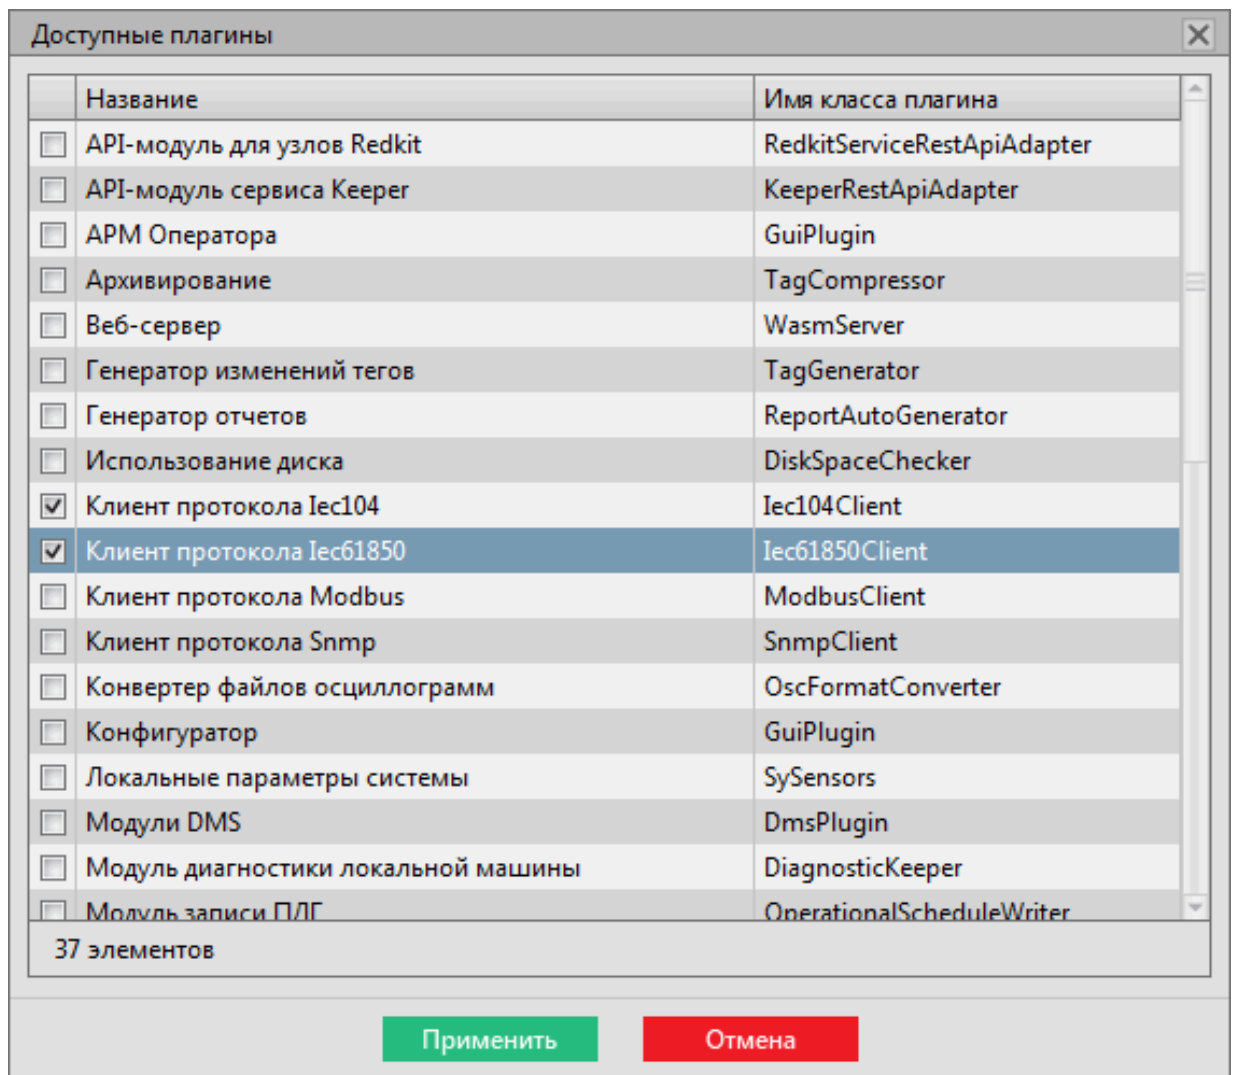 Доступные плагины
Название Имя класса плагина
API-модуль для узлов Redkit RedkitServiceRestApiAdapter
API-модуль сервиса Keeper KeeperRestApiAdapter
АРМ Оператора GuiPlugin
Архивирование TagCompressor
Веб-сервер WasmServer
Генератор изменений тегов TagGenerator
Генератор отчетов ReportAutoGenerator
Использование диска DiskSpaceChecker
Клиент протокола Iec104 Iec104Client
Клиент протокола Iec61850 Iec61850Client
Клиент протокола Modbus ModbusClient
Клиент протокола Snmp SnmpClient
Конвертер файлов осциллограмм OscFormatConverter
Конфигуратор GuiPlugin
Локальные параметры системы SySensors
Модули DMS DmsPlugin
Модуль диагностики локальной машины DiagnosticKeeper
Модуль записи ПДГ OperationalScheduleWriter
37 элементов
Применить Отмена